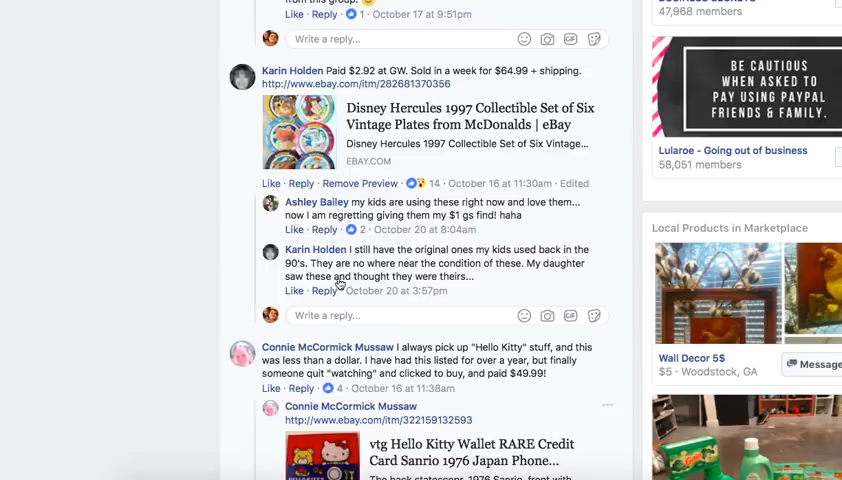 from this group.
Like · Reply · 1 · October 17 at 9:51pm
47,968 members
Write a reply...
GIF
Karin Holden Paid $2.92 at GW. Sold in a week for $64.99 + shipping.
http://www.ebay.com/itm/282681370356
Disney Hercules 1997 Collectible Set of Six
Vintage Plates from McDonalds | eBay
Disney Hercules 1997 Collectible Set of Six Vintage...
EBAY.COM
Like · Reply · Remove Preview · 14 · October 16 at 11:30am · Edited
Ashley Bailey my kids are using these right now and love them...
now I am regretting giving them my $1 gs find! haha
Like · Reply · 2 · October 20 at 8:04am
Karin Holden I still have the original ones my kids used back in the
90's. They are no where near the condition of these. My daughter
saw these and thought they were theirs...
Like · Reply · October 20 at 3:57pm
Write a reply...
GIF
Connie McCormick Mussaw I always pick up "Hello Kitty" stuff, and this
was less than a dollar. I have had this listed for over a year, but finally
someone quit "watching" and clicked to buy, and paid $49.99!
Like · Reply · 4 · October 16 at 11:38am
Connie McCormick Mussaw
http://www.ebay.com/itm/322159132593
vtg Hello Kitty Wallet RARE Credit
Card Sanrio 1976 Japan Phone...
BE CAUTIOUS
WHEN ASKED TO
PAY USING PAYPAL
FRIENDS & FAMILY.
Lularoe - Going out of business
58,051 members
Local Products in Marketplace
Wall Decor 5$
$5 · Woodstock, GA
Message